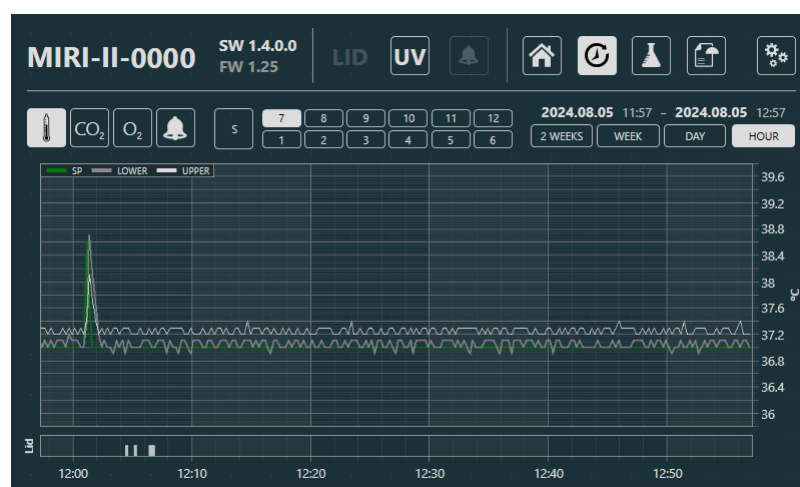 MIRI-II-0000 SW 1.4.0.0 LID UV
FW 1.25
CO2 O2 S 7 8 9 10 11 12 2024.08.05 11:57 – 2024.08.05 12:57
1 2 3 4 5 6 2 WEEKS WEEK DAY HOUR
SP LOWER UPPER
39.6
39.2
38.8
38.4
38
°C
37.6
37.2
36.8
36.4
36
Lid
12:00 12:10 12:20 12:30 12:40 12:50